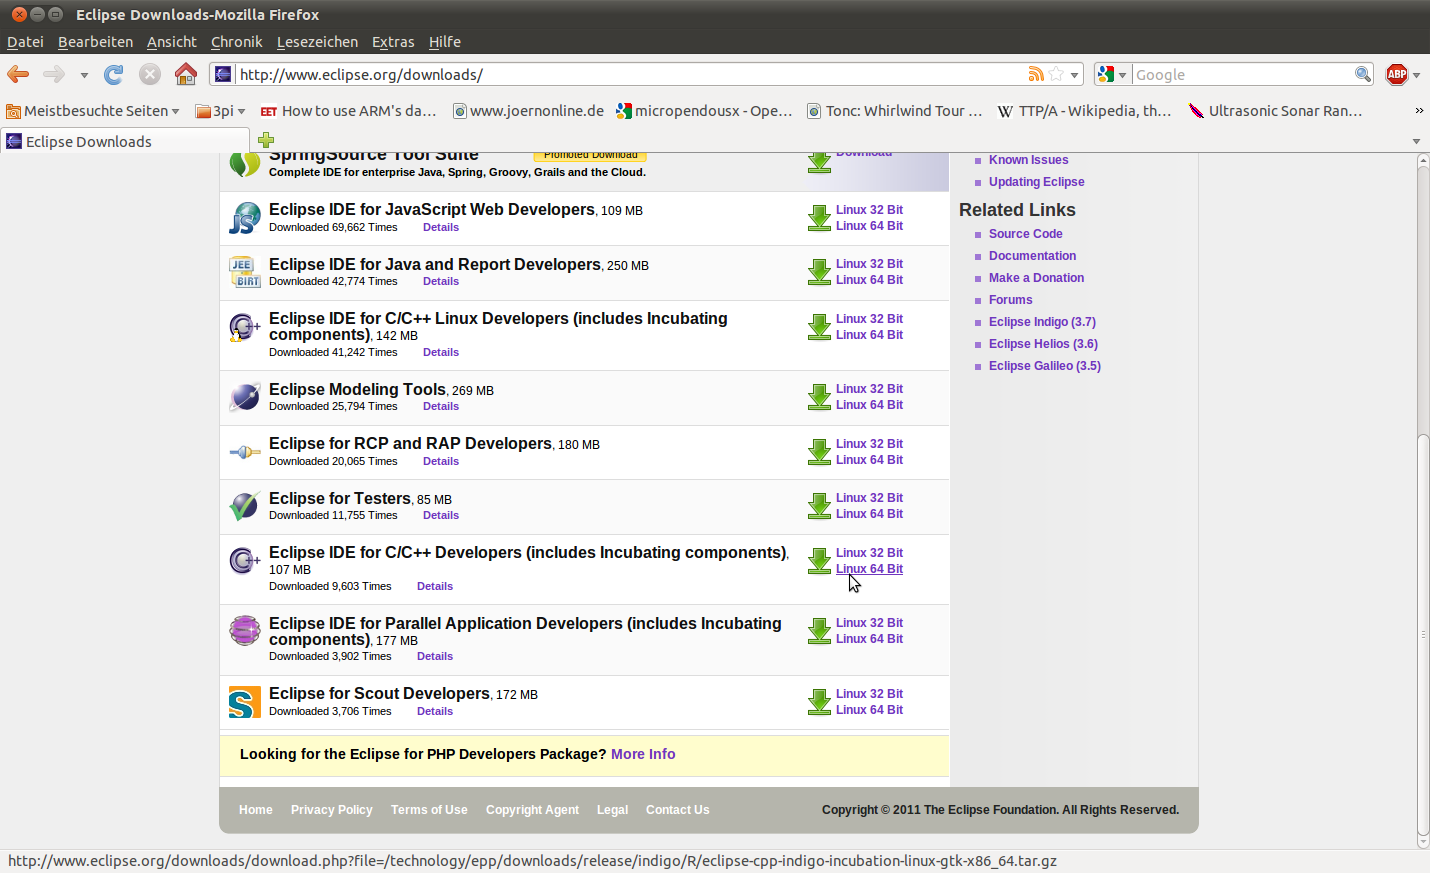 Eclipse Downloads-Mozilla Firefox
Datei Bearbeiten Ansicht Chronik Lesezeichen Extras Hilfe
http://www.eclipse.org/downloads/
Google
ABP
Meistbesuchte Seiten 3pi EET How to use ARM's da... www.joernonline.de micropendousx - Ope... Tonc: Whirlwind Tour ... W TTP/A - Wikipedia, th... Ultrasonic Sonar Ran... »
Eclipse Downloads
SpringSource Tool Suite Promoted Download Download
Complete IDE for enterprise Java, Spring, Groovy, Grails and the Cloud.
JS
Eclipse IDE for JavaScript Web Developers, 109 MB
Downloaded 69,662 Times Details
Linux 32 Bit
Linux 64 Bit
JEE
BIRT
Eclipse IDE for Java and Report Developers, 250 MB
Downloaded 42,774 Times Details
Linux 32 Bit
Linux 64 Bit
C++
Eclipse IDE for C/C++ Linux Developers (includes Incubating
components), 142 MB
Downloaded 41,242 Times Details
Linux 32 Bit
Linux 64 Bit
Eclipse Modeling Tools, 269 MB
Downloaded 25,794 Times Details
Linux 32 Bit
Linux 64 Bit
Eclipse for RCP and RAP Developers, 180 MB
Downloaded 20,065 Times Details
Linux 32 Bit
Linux 64 Bit
Eclipse for Testers, 85 MB
Downloaded 11,755 Times Details
Linux 32 Bit
Linux 64 Bit
C++
Eclipse IDE for C/C++ Developers (includes Incubating components),
107 MB
Downloaded 9,603 Times Details
Linux 32 Bit
Linux 64 Bit
Eclipse IDE for Parallel Application Developers (includes Incubating
components), 177 MB
Downloaded 3,902 Times Details
Linux 32 Bit
Linux 64 Bit
S
Eclipse for Scout Developers, 172 MB
Downloaded 3,706 Times Details
Linux 32 Bit
Linux 64 Bit
Looking for the Eclipse for PHP Developers Package? More Info
Known Issues
Updating Eclipse
Related Links
Source Code
Documentation
Make a Donation
Forums
Eclipse Indigo (3.7)
Eclipse Helios (3.6)
Eclipse Galileo (3.5)
Home Privacy Policy Terms of Use Copyright Agent Legal Contact Us Copyright © 2011 The Eclipse Foundation. All Rights Reserved.
http://www.eclipse.org/downloads/download.php?file=/technology/epp/downloads/release/indigo/R/eclipse-cpp-indigo-incubation-linux-gtk-x86_64.tar.gz